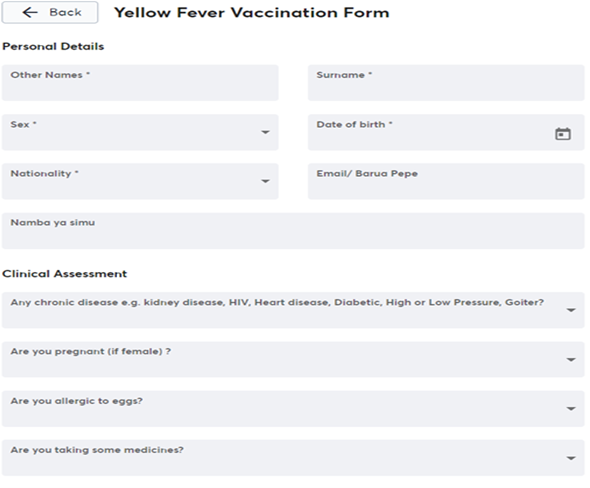 ← Back Yellow Fever Vaccination Form
Personal Details
Other Names * Surname *
Sex * Date of birth *
Nationality * Email/ Barua Pepe
Namba ya simu
Clinical Assessment
Any chronic disease e.g. kidney disease, HIV, Heart disease, Diabetic, High or Low Pressure, Goiter?
Are you pregnant (if female) ?
Are you allergic to eggs?
Are you taking some medicines?